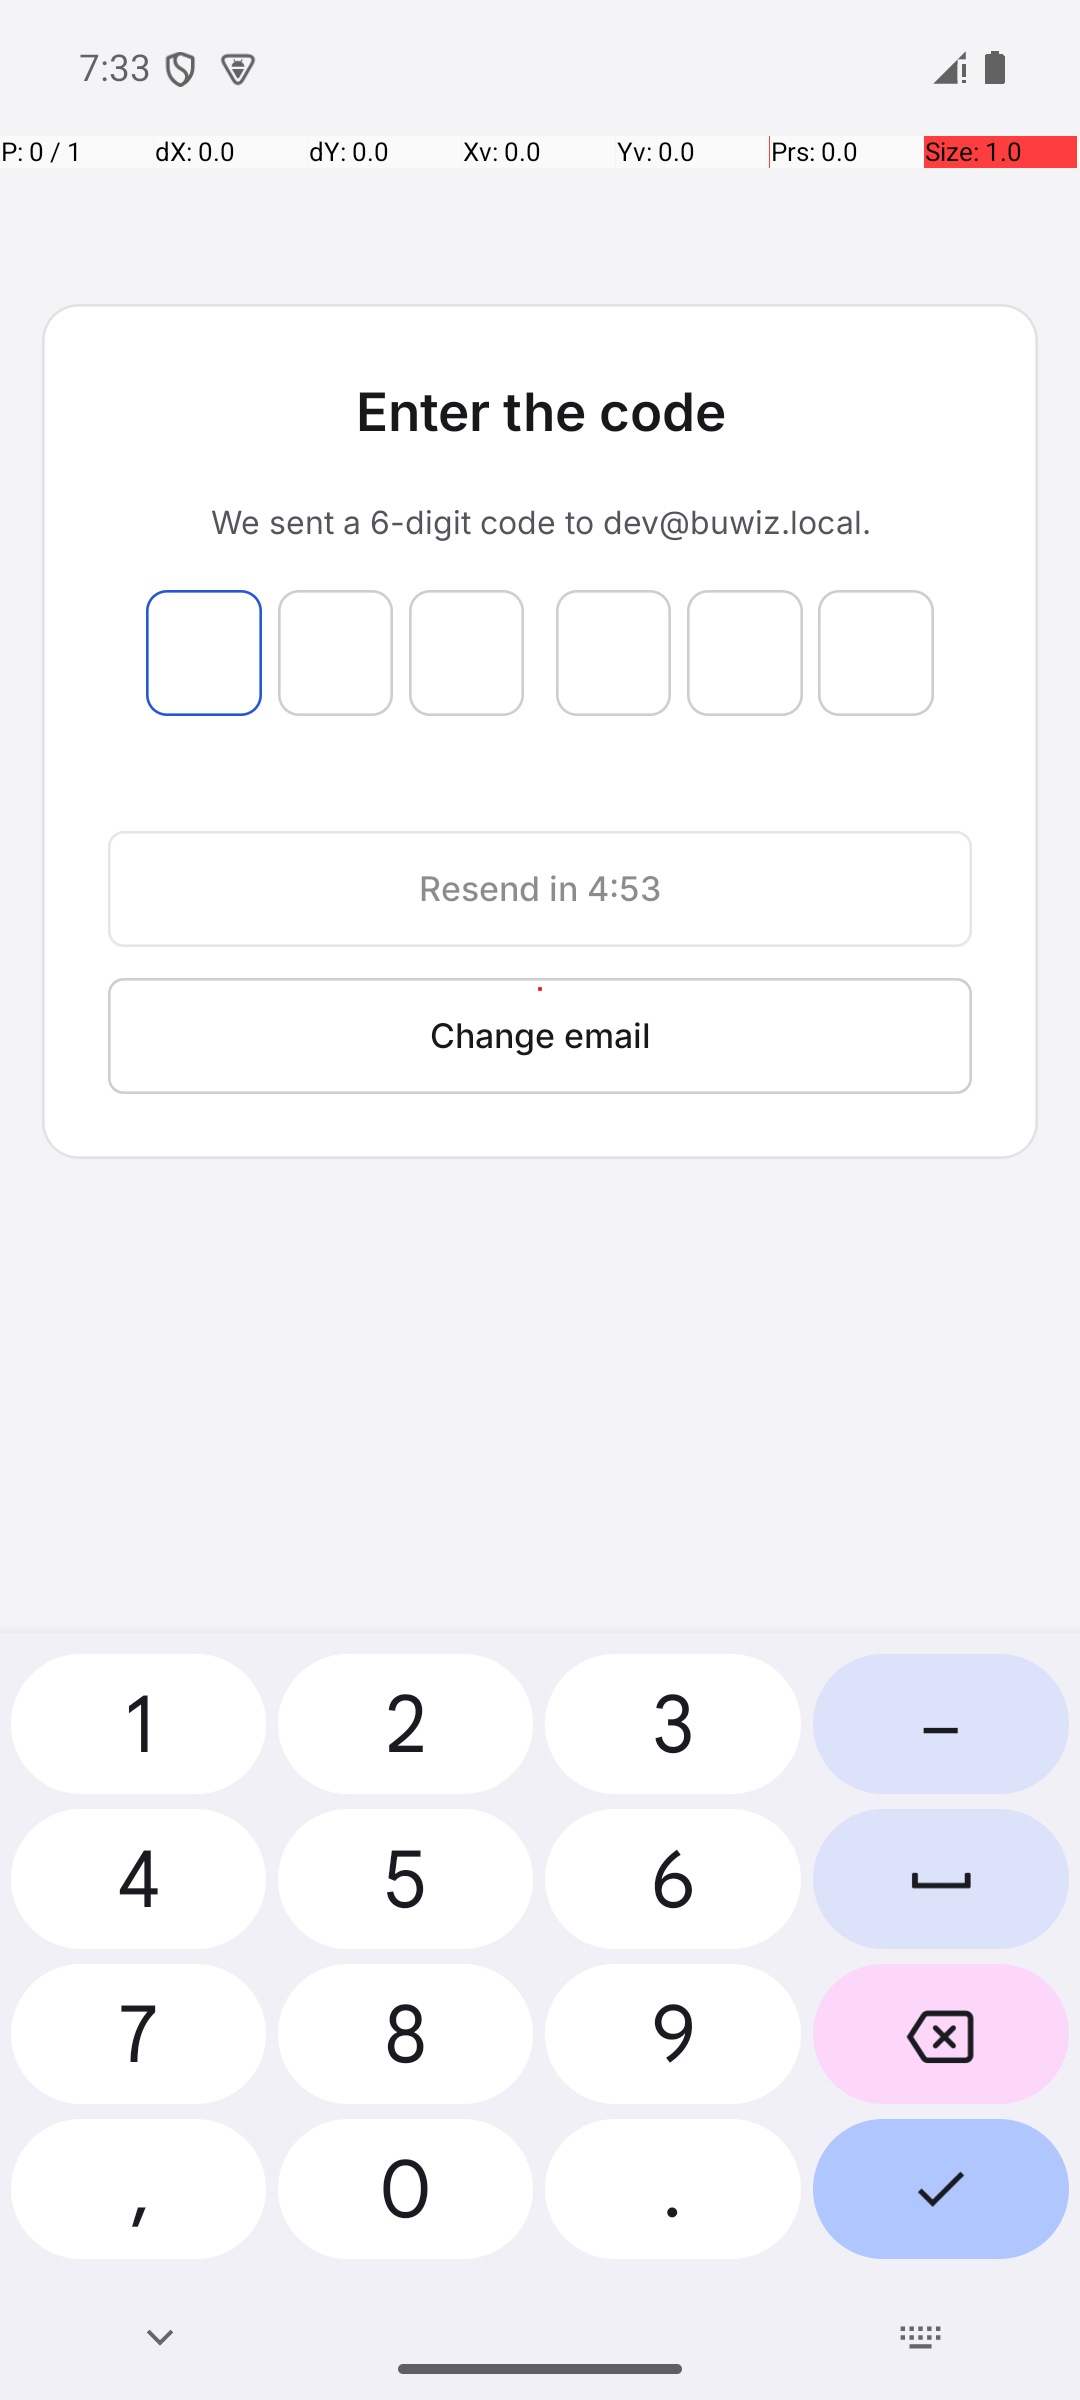 7:33
P: 0 / 1 dX: 0.0 dY: 0.0 Xv: 0.0 Yv: 0.0 Prs: 0.0 Size: 1.0
Enter the code
We sent a 6-digit code to dev@buwiz.local.
Resend in 4:53
Change email
1 2 3 –
4 5 6
7 8 9
, 0 .